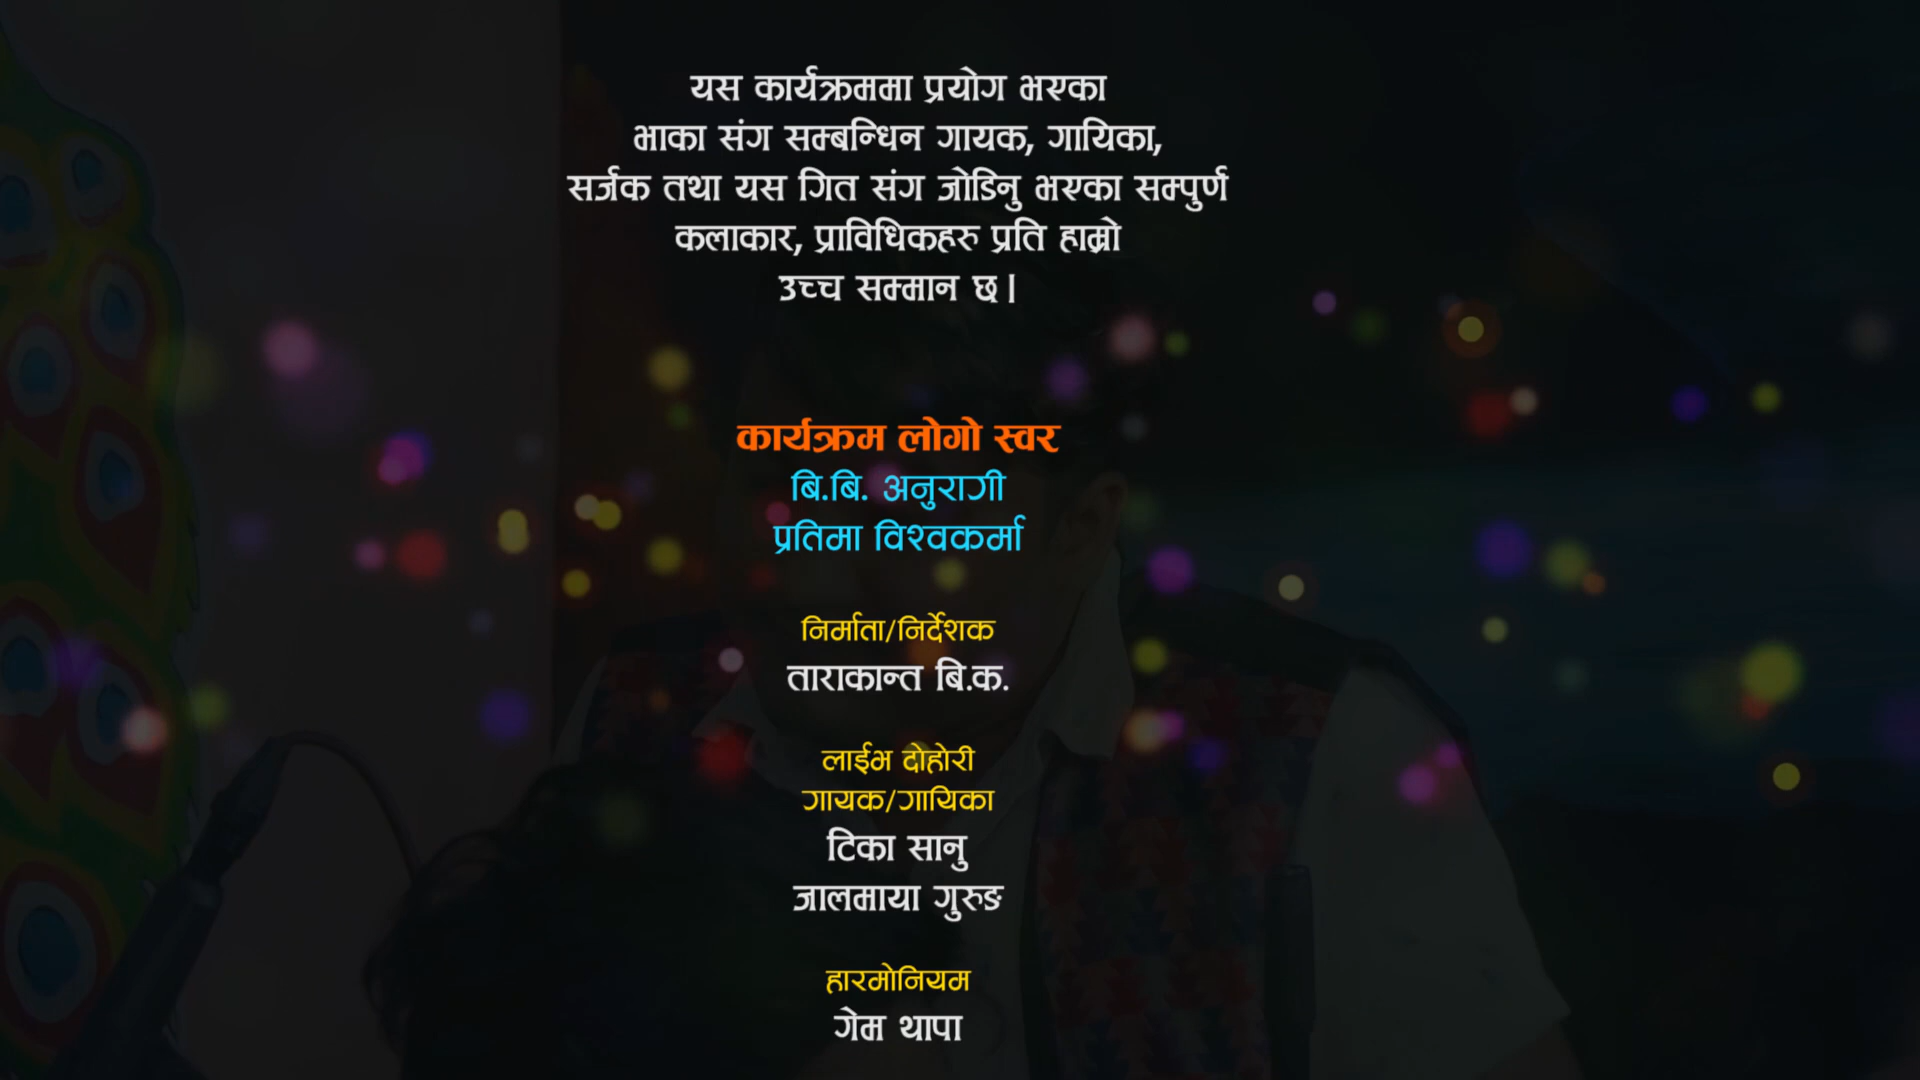 यस कार्यक्रममा प्रयोग भएका
भाका संग सम्बन्धिन गायक, गायिका,
सर्जक तथा यस गित संग जोडिनु भएका सम्पुर्ण
कलाकार, प्राविधिकहरु प्रति हाम्रो
उच्च सम्मान छ।
कार्यक्रम लोगो स्वर
बि.बि. अनुरागी
प्रतिमा विश्वकर्मा
निर्माता/निर्देशक
ताराकान्त बि.क.
लाईभ दोहोरी
गायक/गायिका
टिका सानु
जालमाया गुरुङ
हारमोनियम
गेम थापा